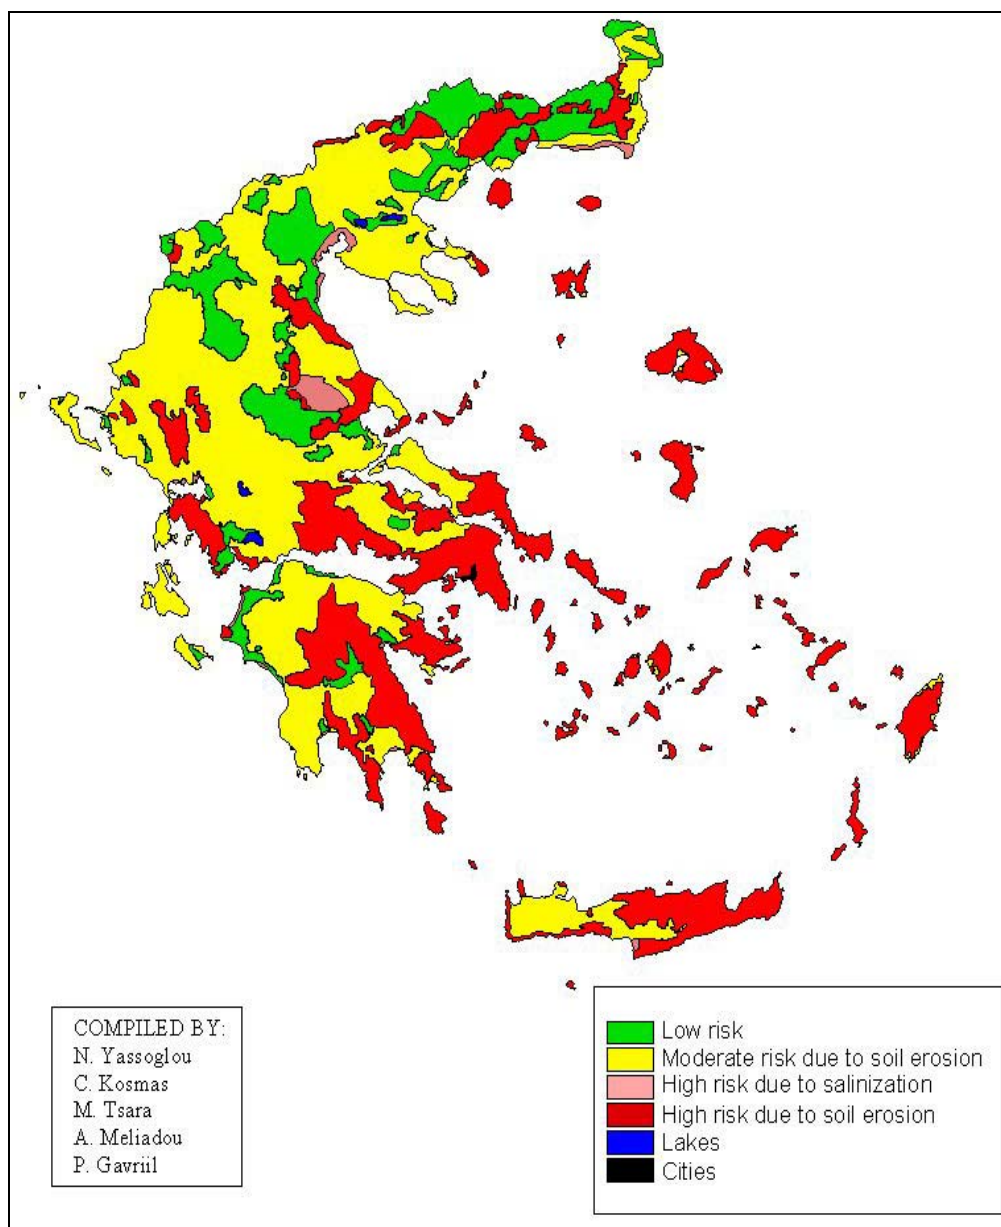 COMPILED BY:
N. Yassoglou
C. Kosmas
M. Tsara
A. Meliadou
P. Gavriil
Low risk
Moderate risk due to soil erosion
High risk due to salinization
High risk due to soil erosion
Lakes
Cities